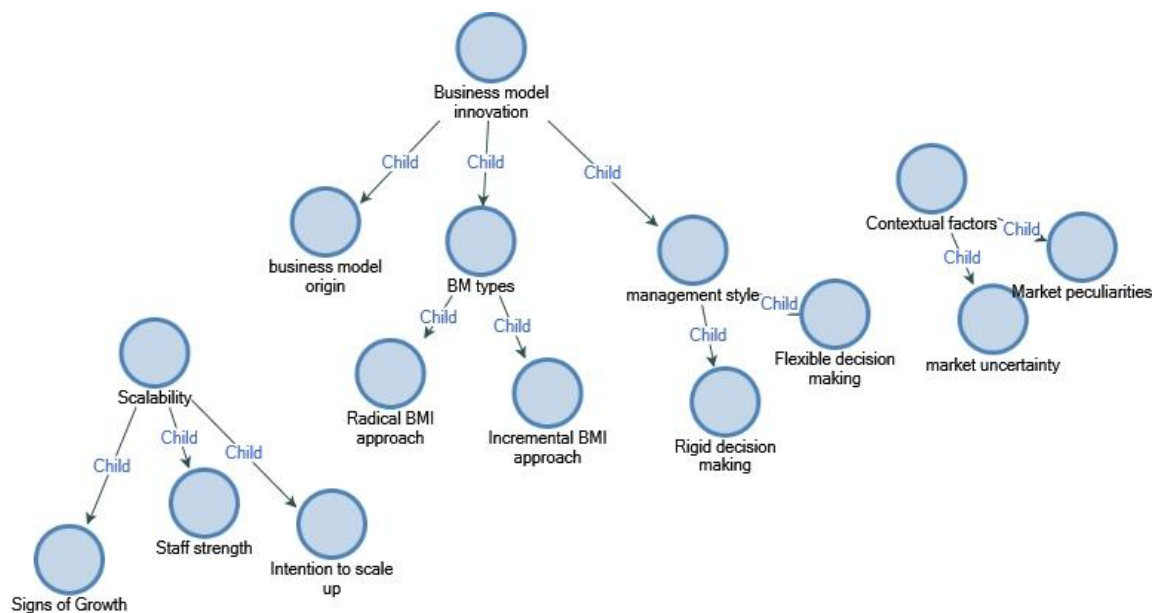 Business model
innovation
Child
Child
Child
business model
origin
BM types
management style
Child
Child
Child
Child
Radical BMI
approach
Incremental BMI
approach
Rigid decision
making
Flexible decision
making
Contextual factors
Child
Child
Market peculiarities
market uncertainty
Scalability
Child
Child
Child
Signs of Growth
Staff strength
Intention to scale
up